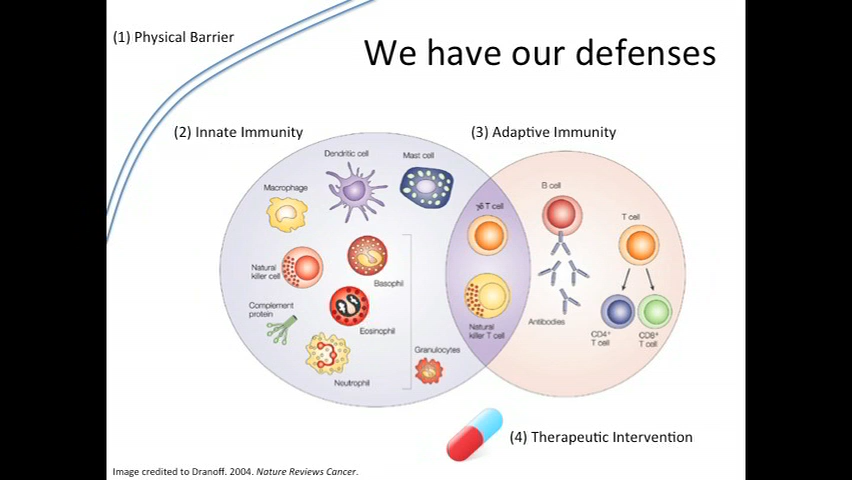 (1) Physical Barrier
We have our defenses
(2) Innate Immunity
(3) Adaptive Immunity
Dendritic cell
Mast cell
Macrophage
γδ T cell
B cell
T cell
Natural
killer cell
Basophil
Complement
protein
Eosinophil
Neutrophil
Granulocytes
Natural
killer T cell
Antibodies
CD4+
T cell
CD8+
T cell
(4) Therapeutic Intervention
Image credited to Dranoff. 2004. Nature Reviews Cancer.